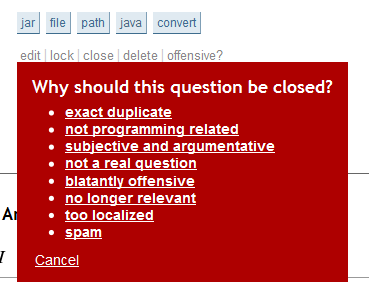 jar file path java convert
edit | lock | close | delete | offensive?
Why should this question be closed?
• exact duplicate
• not programming related
• subjective and argumentative
• not a real question
• blatantly offensive
• no longer relevant
• too localized
• spam
Cancel